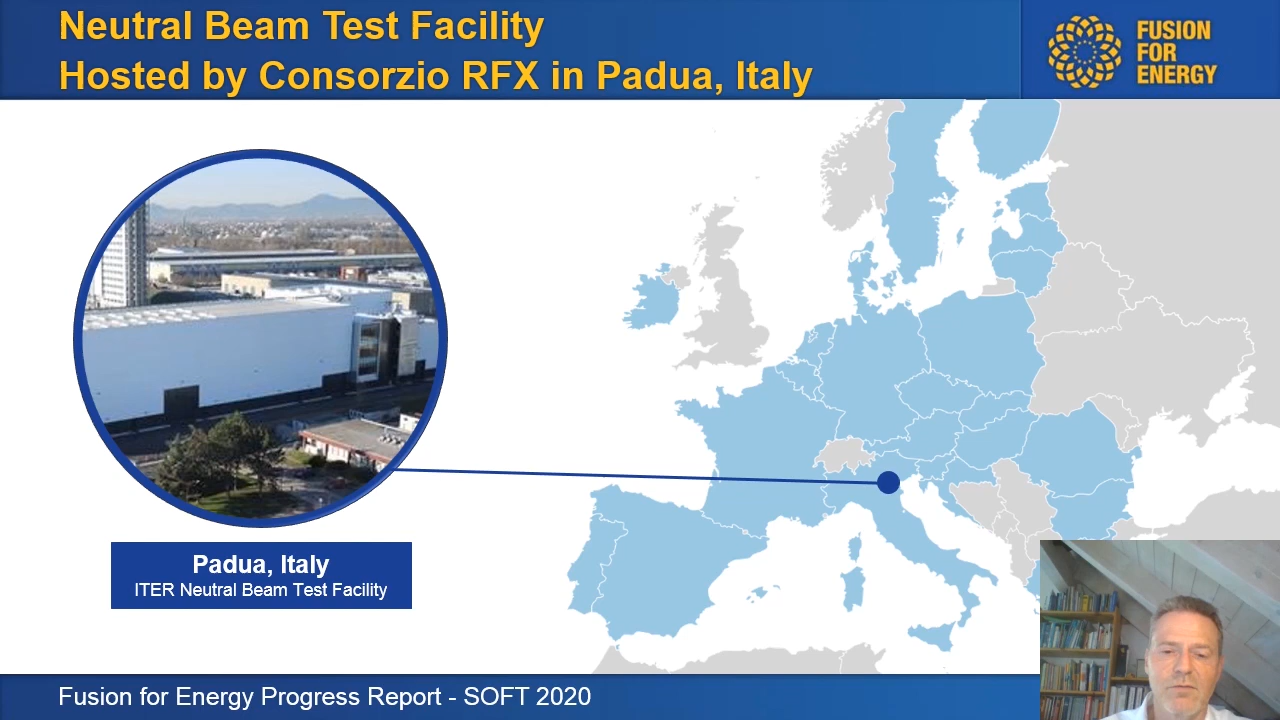 Neutral Beam Test Facility
Hosted by Consorzio RFX in Padua, Italy
FUSION
FOR
ENERGY
Padua, Italy
ITER Neutral Beam Test Facility
Fusion for Energy Progress Report - SOFT 2020